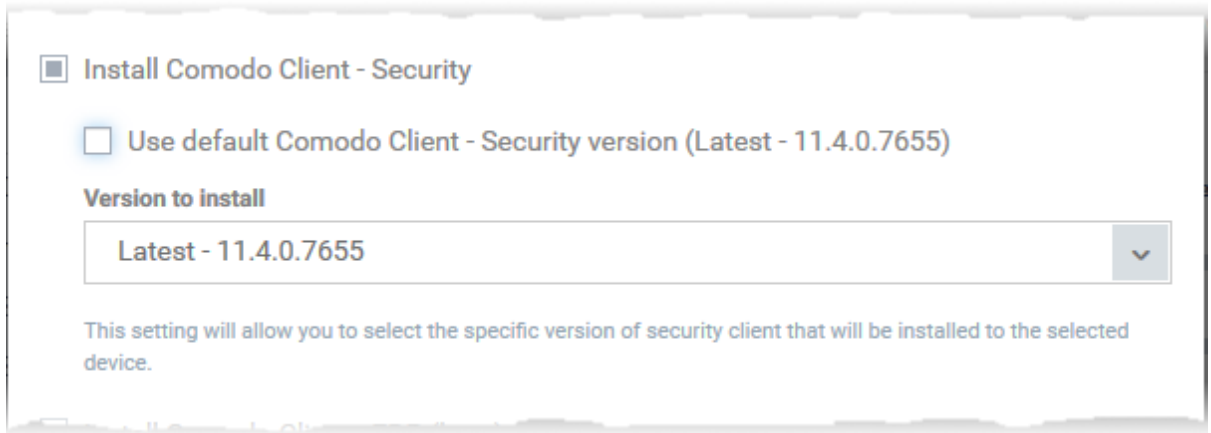 Install Comodo Client - Security
Use default Comodo Client - Security version (Latest - 11.4.0.7655)
Version to install
Latest - 11.4.0.7655
This setting will allow you to select the specific version of security client that will be installed to the selected
device.